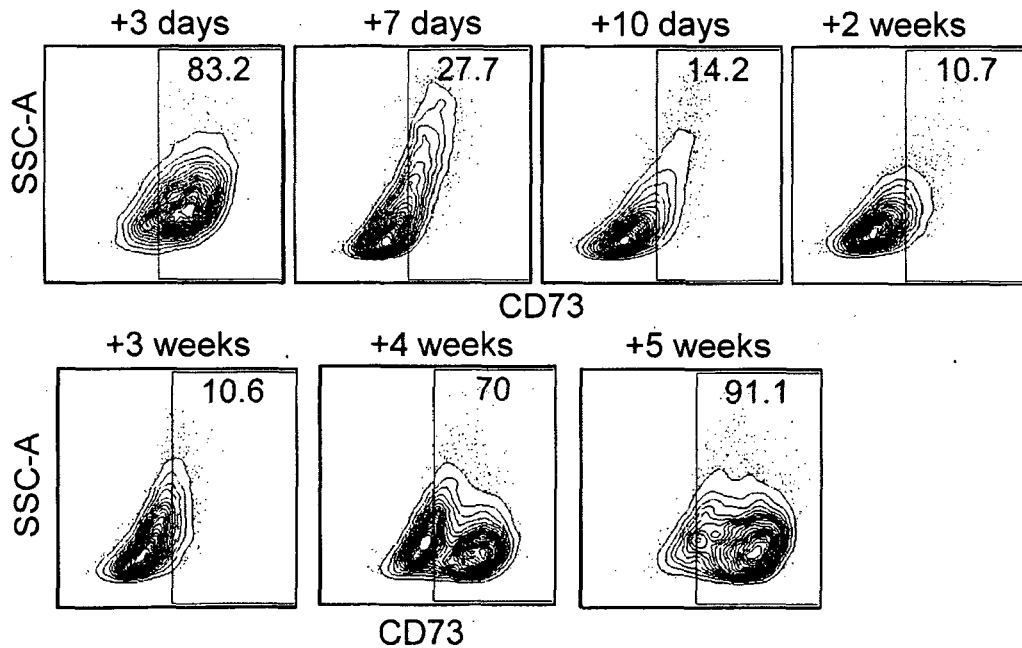 +3 days +7 days +10 days +2 weeks
83.2 27.7 14.2 10.7
SSC-A
CD73
+3 weeks +4 weeks +5 weeks
10.6 70 91.1
SSC-A
CD73